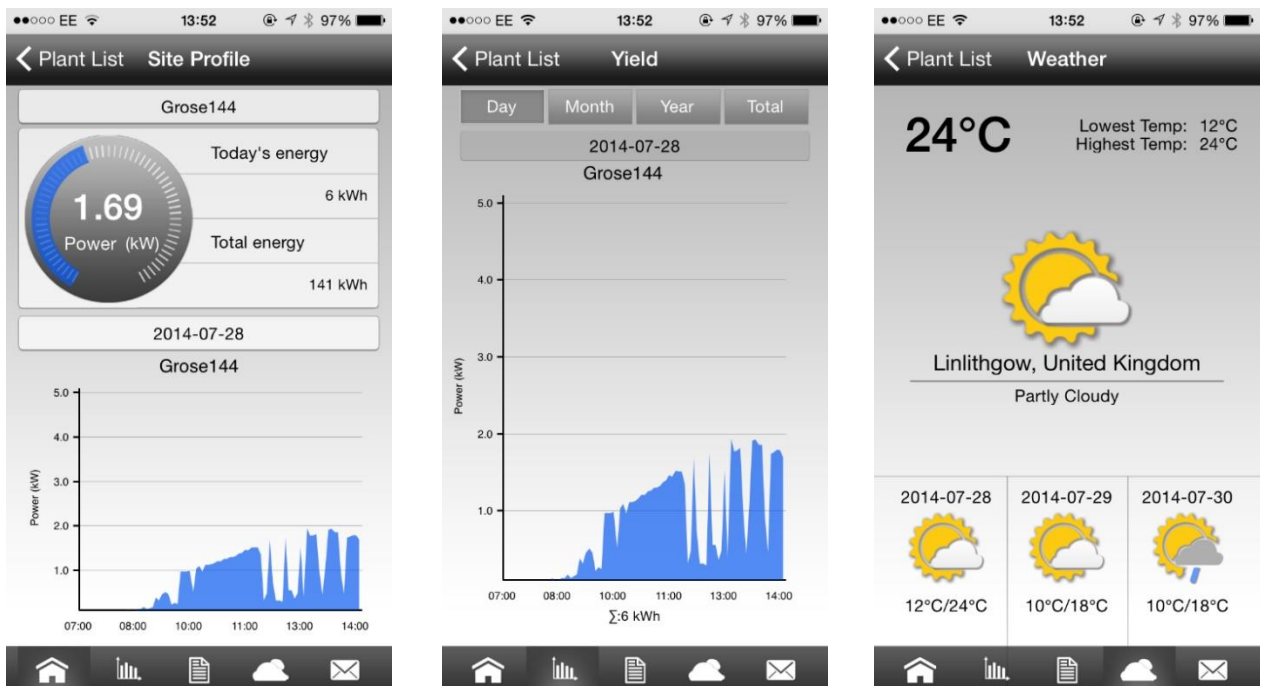 EE 13:52 97%
Plant List Site Profile
Grose144
1.69
Power (kW)
Today's energy
6 kWh
Total energy
141 kWh
2014-07-28
Grose144
Power (kW)
5.0
4.0
3.0
2.0
1.0
07:00 08:00 10:00 11:00 13:00 14:00
EE 13:52 97%
Plant List Yield
Day Month Year Total
2014-07-28
Grose144
Power (kW)
5.0
4.0
3.0
2.0
1.0
07:00 08:00 10:00 11:00 13:00 14:00
∑:6 kWh
EE 13:52 97%
Plant List Weather
24°C
Lowest Temp: 12°C
Highest Temp: 24°C
Linlithgow, United Kingdom
Partly Cloudy
2014-07-28 2014-07-29 2014-07-30
12°C/24°C 10°C/18°C 10°C/18°C